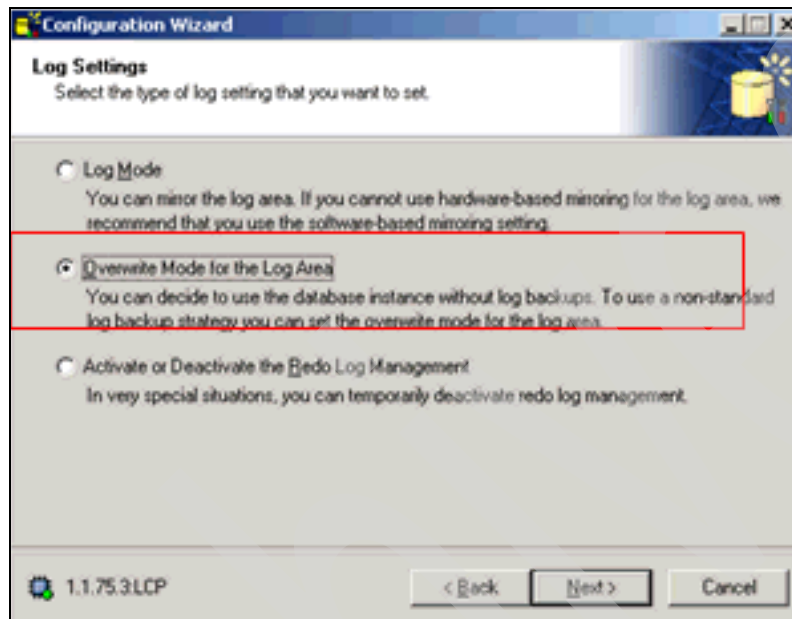 Configuration Wizard
Log Settings
Select the type of log setting that you want to set.
Log Mode
You can mirror the log area. If you cannot use hardware-based mirroring for the log area, we
recommend that you use the software-based mirroring setting.
Overwrite Mode for the Log Area
You can decide to use the database instance without log backups. To use a non-standard
log backup strategy you can set the overwrite mode for the log area.
Activate or Deactivate the Redo Log Management
In very special situations, you can temporarily deactivate redo log management.
1.1.75.3:LCP
< Back
Next >
Cancel